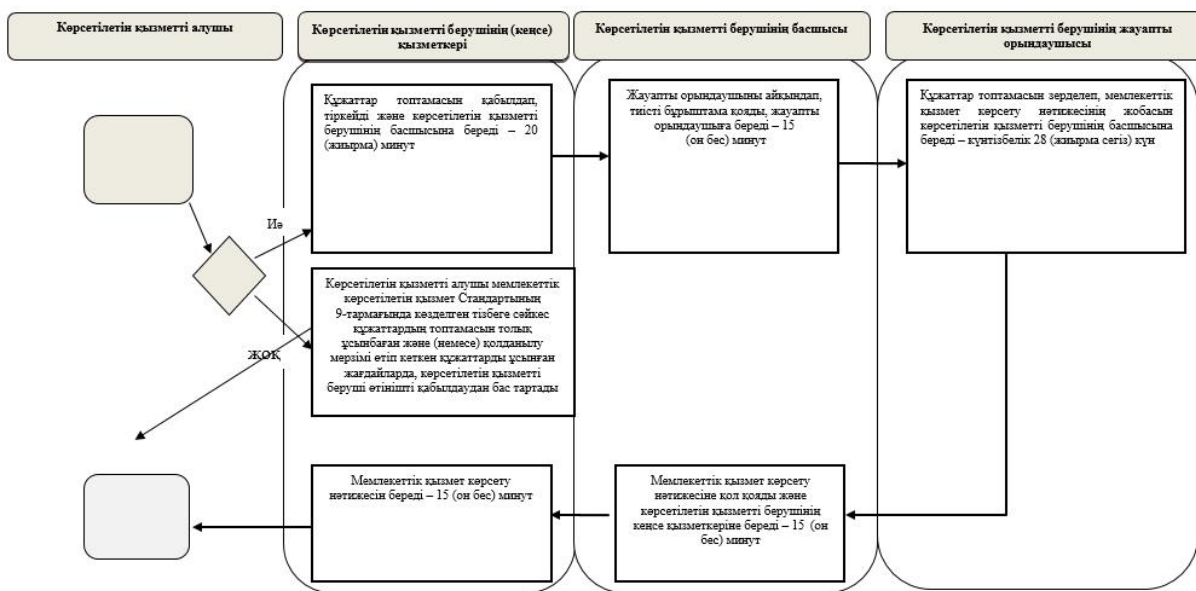 Көрсетілетін қызметті алушы
Көрсетілетін қызметті берушінің (кеңсе)
қызметкері
Көрсетілетін қызметті берушінің басшысы
Көрсетілетін қызметті берушінің жауапты
орындаушысы
Құжаттар топтамасын қабылдап,
тіркейді және көрсетілетін қызметті
берушінің басшысына береді – 20
(жиырма) минут
Жауапты орындаушыны айқындап,
тиісті бұрыштама қояды, жауапты
орындаушыға береді – 15
(он бес) минут
Құжаттар топтамасын зерделеп, мемлекеттік
қызмет көрсету нәтижесінің жобасын
көрсетілетін қызметті берушінің басшысына
береді – күнтізбелік 28 (жиырма сегіз) күн
Иә
Көрсетілетін қызметті алушы мемлекеттік
көрсетілетін қызмет Стандартының
9-тармағында көзделген тізбеге сәйкес
құжаттардың топтамасын толық
ұсынбаған және (немесе) қолданылу
мерзімі өтіп кеткен құжаттарды ұсынған
жағдайларда, көрсетілетін қызметті
беруші өтінішті қабылдаудан бас тартады
ЖОҚ
Мемлекеттік қызмет көрсету
нәтижесін береді – 15 (он бес) минут
Мемлекеттік қызмет көрсету
нәтижесіне қол қояды және
көрсетілетін қызметті берушінің
кеңсе қызметкеріне береді – 15 (он
бес) минут